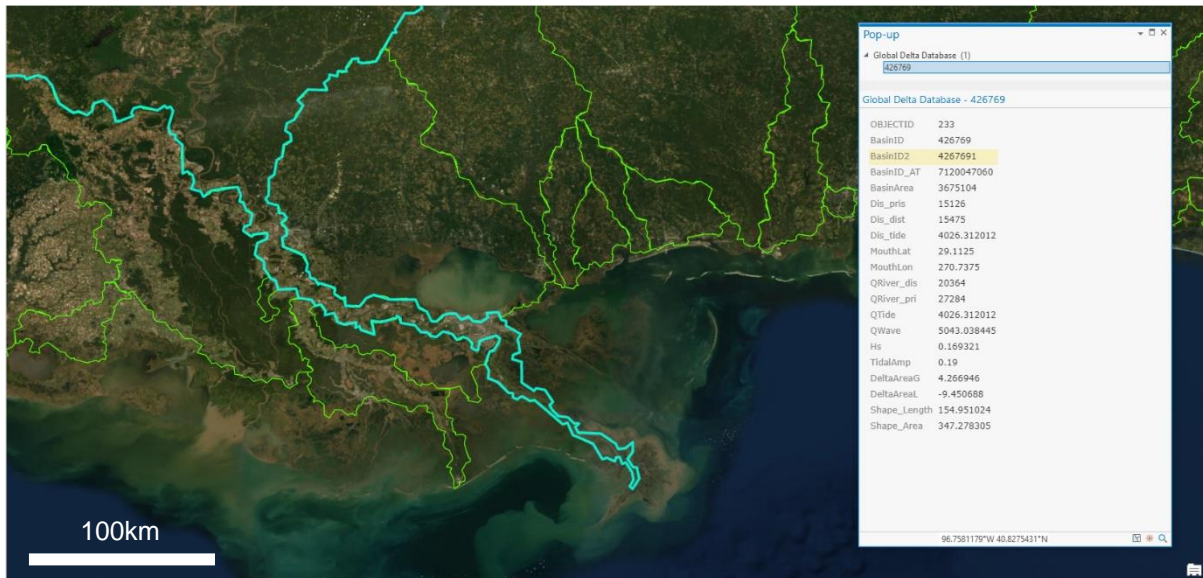 Pop-up
Global Delta Database (1)
426769
Global Delta Database - 426769
OBJECTID 233
BasinID 426769
BasinID2 4267691
BasinID_AT 7120047060
BasinArea 3675104
Dis_pris 15126
Dis_dist 15475
Dis_tide 4026.312012
MouthLat 29.1125
MouthLon 270.7375
QRiver_dis 20364
QRiver_pri 27284
QTide 4026.312012
QWave 5043.038445
Hs 0.169321
TidalAmp 0.19
DeltaAreaG 4.266946
DeltaAreaL -9.450688
Shape_Length 154.951024
Shape_Area 347.278305
100km
96.7581179°W 40.8275431°N